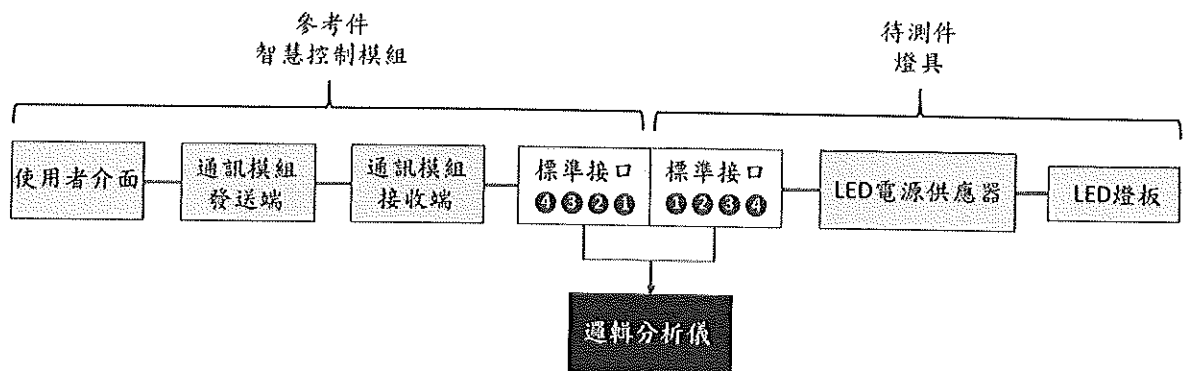 參考件
智慧控制模組
待測件
燈具
使用者介面
通訊模組
發送端
通訊模組
接收端
標準接口
❹❸❷❶
標準接口
❶❷❸❹
LED電源供應器
LED燈板
邏輯分析儀